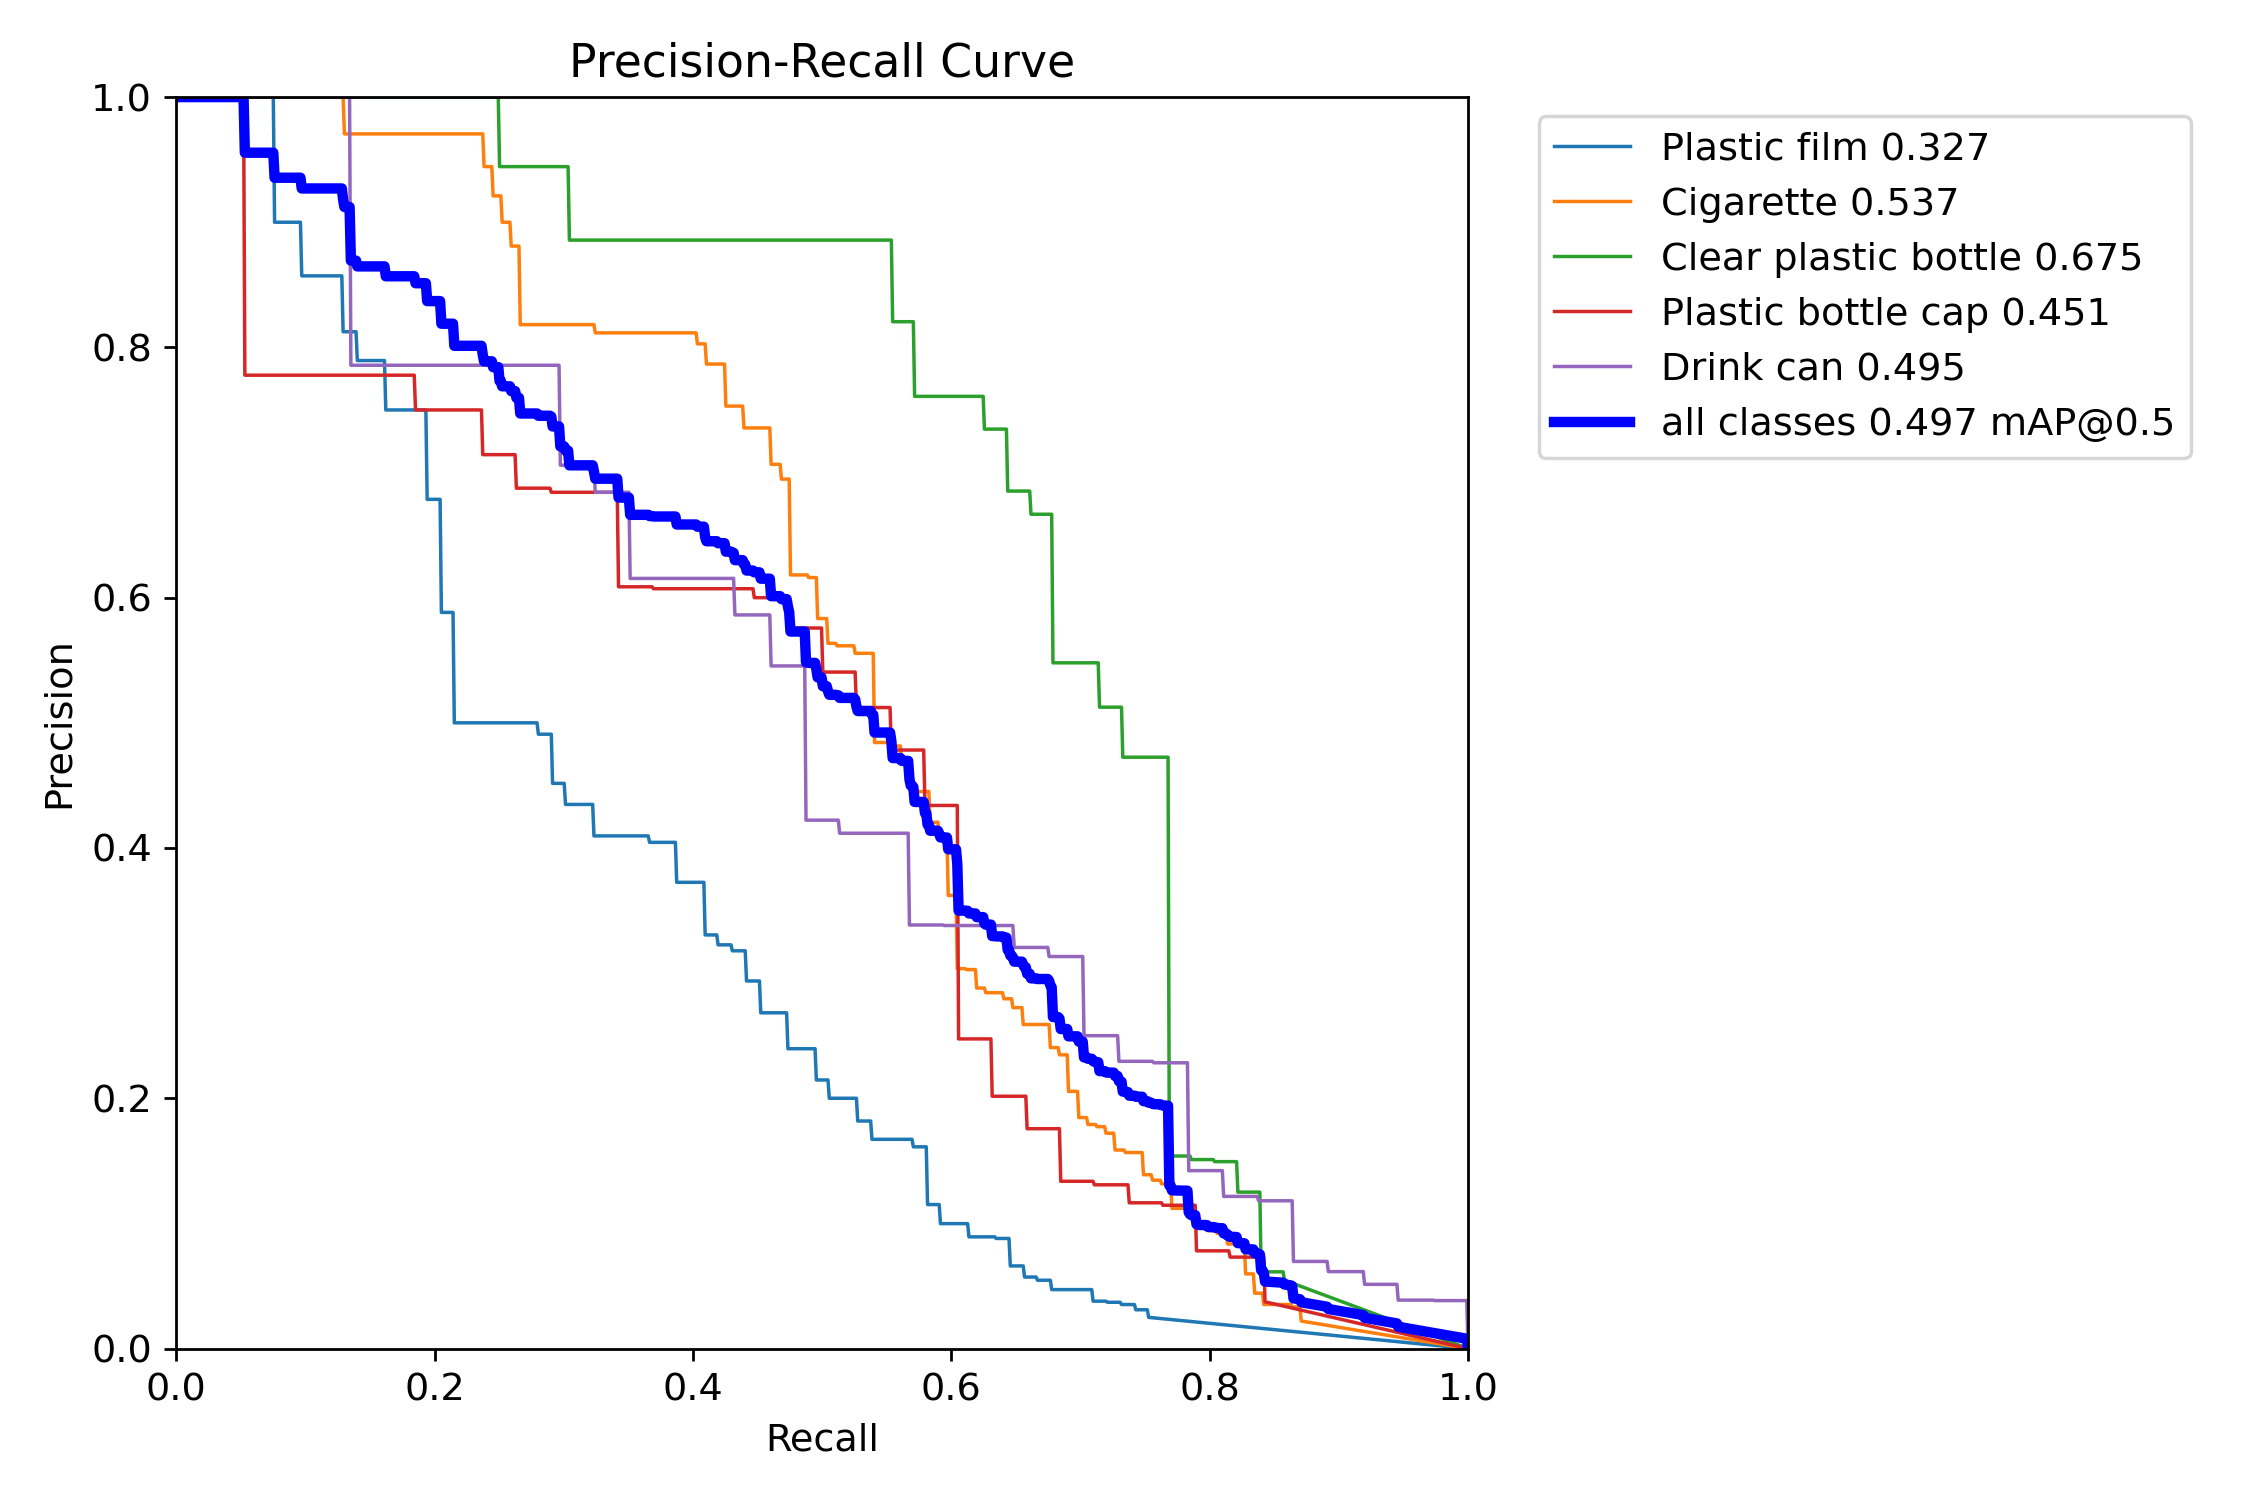 Precision-Recall Curve
1.0
0.8
0.6
0.4
0.2
0.0
Precision
0.0 0.2 0.4 0.6 0.8 1.0
Recall
Plastic film 0.327
Cigarette 0.537
Clear plastic bottle 0.675
Plastic bottle cap 0.451
Drink can 0.495
all classes 0.497 mAP@0.5